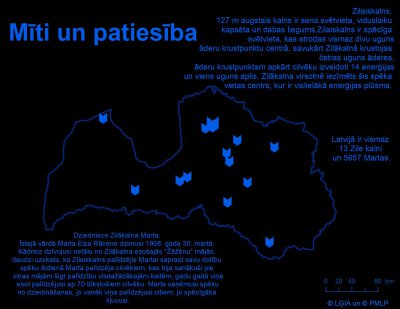 Mīti un patiesība
Zilaiskalns.
127 m augstais kalns ir sena svētvieta, viduslaiku
kapsēta un dabas liegums.Zilaiskalns ir spēcīga
svētvieta, kas atrodas vismaz divu uguns
āderu krustpunktu centrā, savukārt Zilākalnā krustojas
četras uguns āderes,
āderu krustpunktam apkārt cilvēku izveidoti 14 enerģijas
un viens uguns aplis. Zilākalna virsotnē iezīmēts šis spēka
vietas centrs, kur ir vislielākā enerģijas plūsma.
Latvijā ir vismaz
13 Zilie kalni
un 5657 Martas.
Dziedniece Zilākalna Marta.
Īstajā vārdā Marta Elza Rācene dzimusi 1908. gada 30. martā.
Kādreiz dzīvojusi netālu no Zilākalna esošajās "Žāžēnu" mājās,
daudzi uzskata, ka Zilaiskalns palīdzējis Martai saprast savu dotību
spēku ikdienā Marta palīdzēja cilvēkiem, kas bija sanākuši pie
viņas mājām lūgt palīdzību visdažādākajām kaitēm, gadu gaitā viņa
esot palīdzējusi ap 70 tūkstošiem cilvēku. Marta saņēmusi spēku
no dziedināšanas, jo vairāk viņa palīdzējusi citiem, jo spēcīgāka
kļuvusi.
0 20 40 80 km
© LGIA un © PMLP